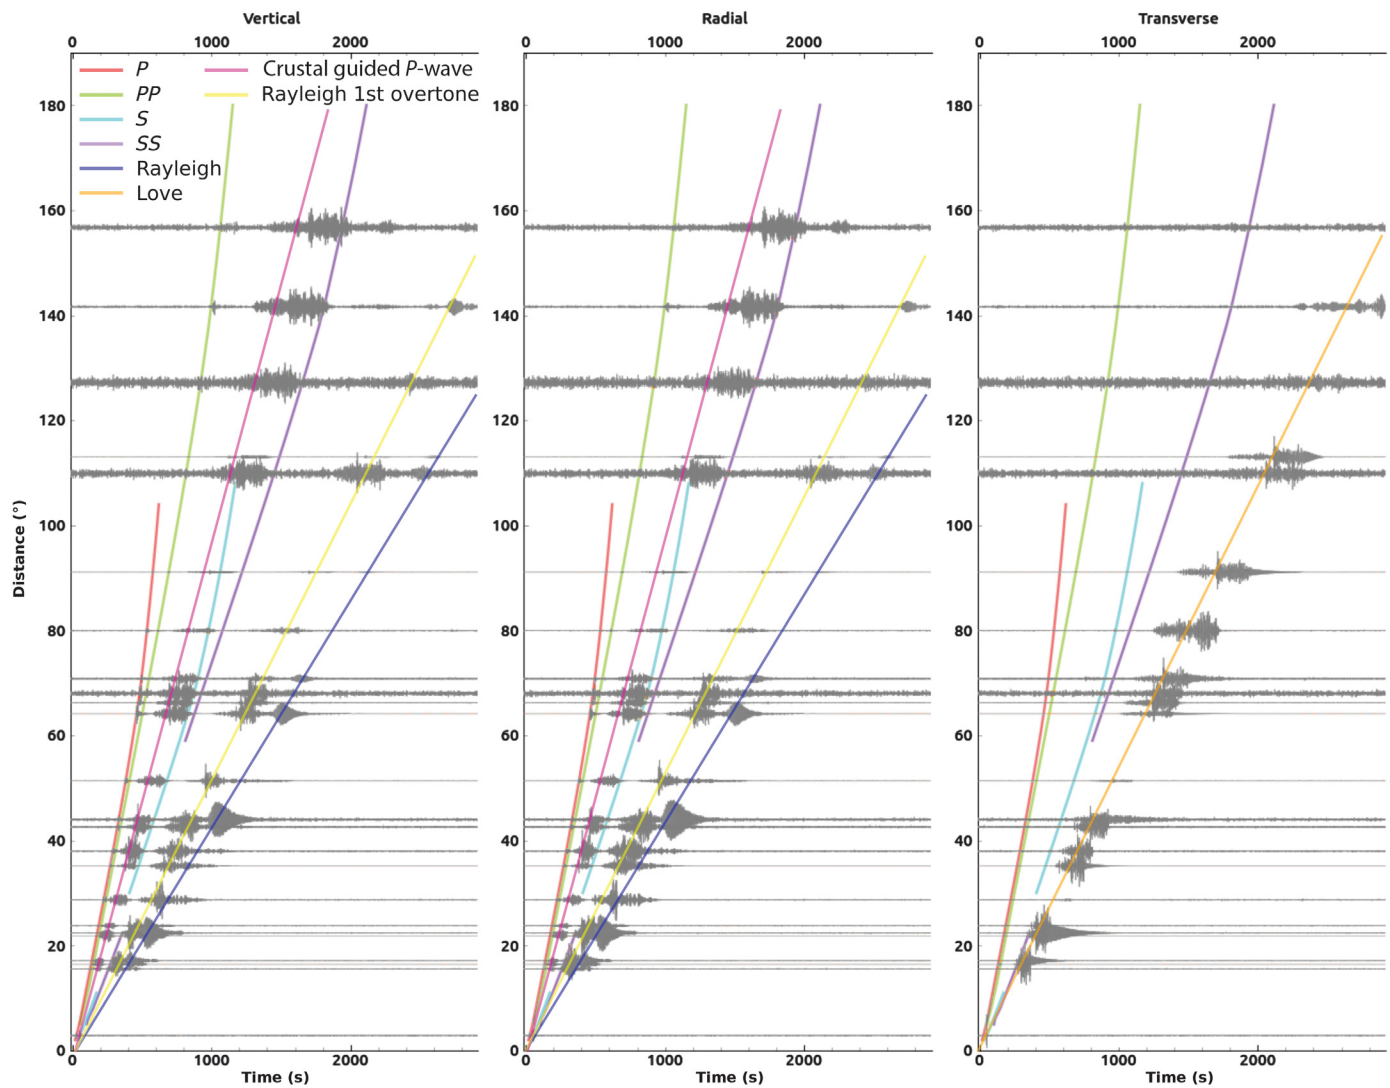 Vertical Radial Transverse
0 1000 2000 0 1000 2000 0 1000 2000
P Crustal guided P-wave
PP Rayleigh 1st overtone
S
SS
Rayleigh
Love
180 180 180
160 160 160
140 140 140
120 120 120
100 100 100
80 80 80
60 60 60
40 40 40
20 20 20
0 0 0
Distance (°)
0 1000 2000 0 1000 2000 0 1000 2000
Time (s) Time (s) Time (s)